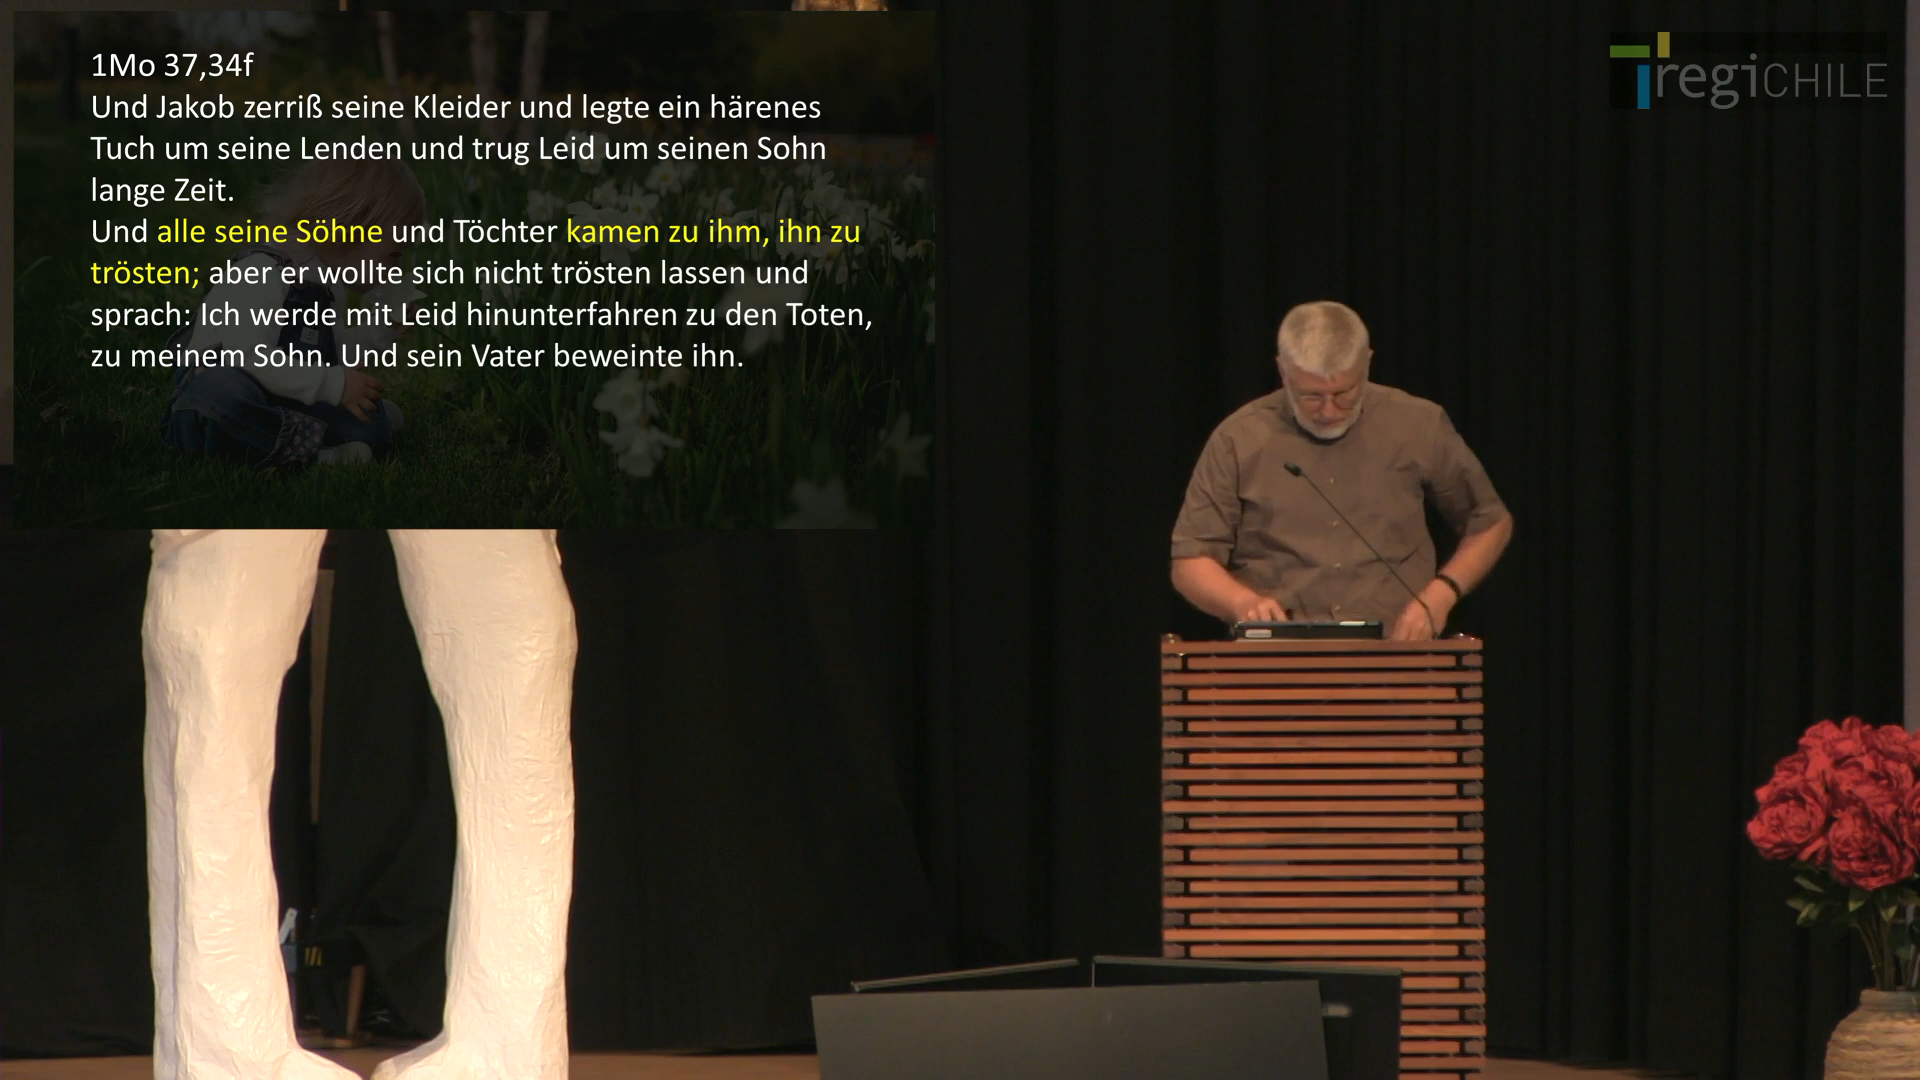 1Mo 37,34f
Und Jakob zerriß seine Kleider und legte ein härenes
Tuch um seine Lenden und trug Leid um seinen Sohn
lange Zeit.
Und alle seine Söhne und Töchter kamen zu ihm, ihn zu
trösten; aber er wollte sich nicht trösten lassen und
sprach: Ich werde mit Leid hinunterfahren zu den Toten,
zu meinem Sohn. Und sein Vater beweinte ihn.
regiCHILE